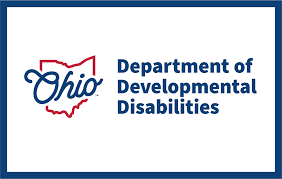 Ohio
Department of
Developmental
Disabilities